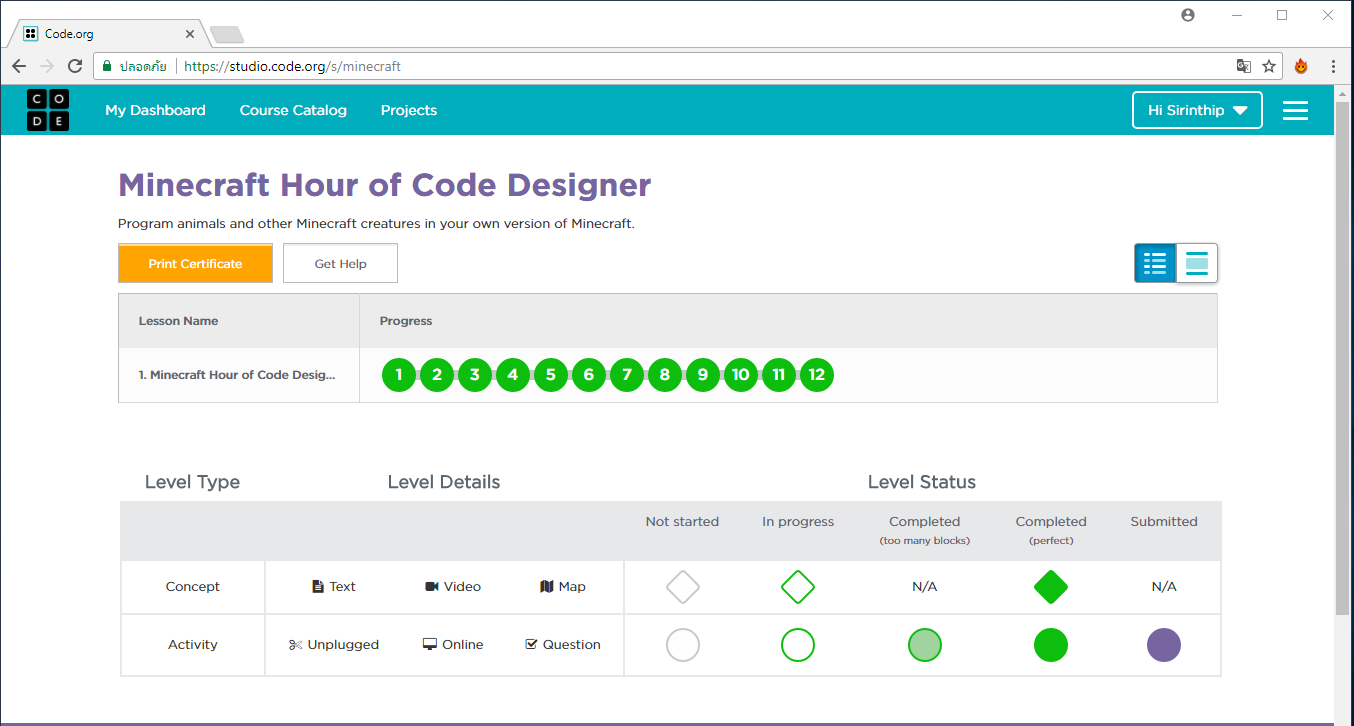 Code.org
ปลอดภัย https://studio.code.org/s/minecraft
C O
D E
My Dashboard Course Catalog Projects Hi Sirinthip
Minecraft Hour of Code Designer
Program animals and other Minecraft creatures in your own version of Minecraft.
Print Certificate Get Help
Lesson Name Progress
1. Minecraft Hour of Code Desig... 1 2 3 4 5 6 7 8 9 10 11 12
Level Type Level Details Level Status
Not started In progress Completed Completed Submitted
(too many blocks) (perfect)
Concept Text Video Map N/A N/A
Activity Unplugged Online Question